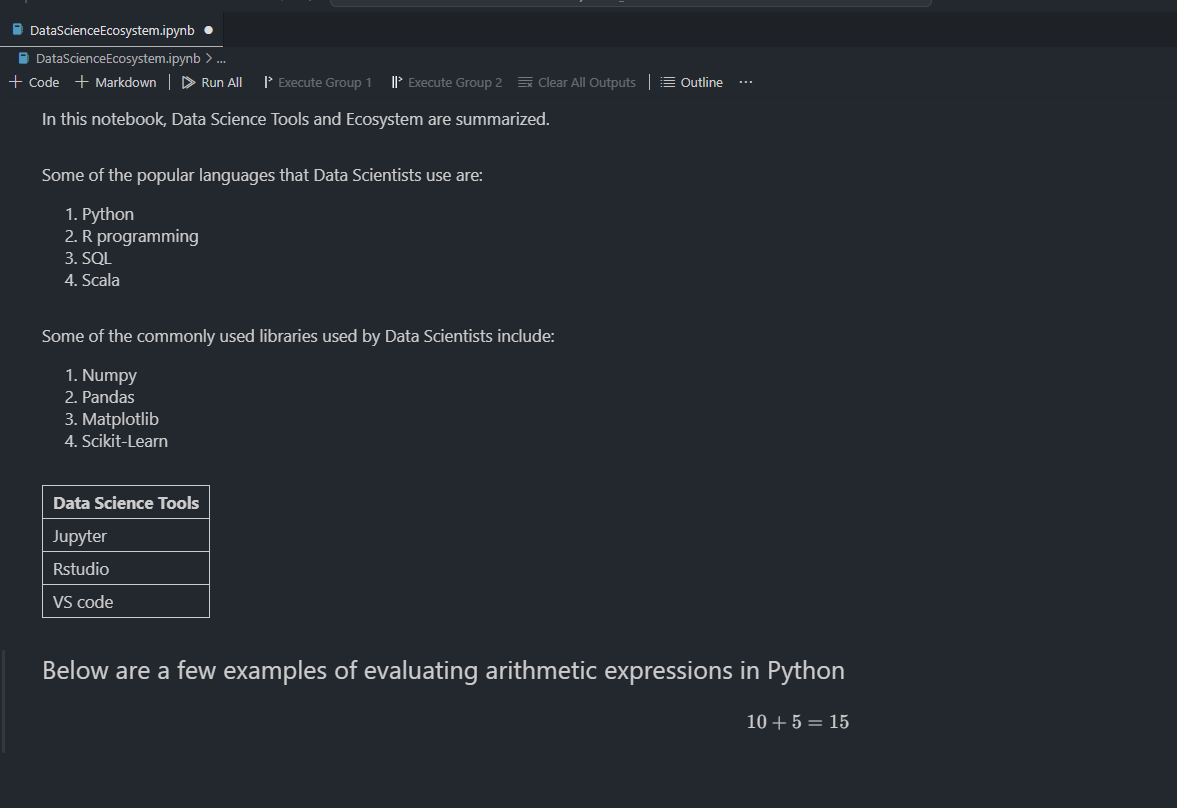 DataScienceEcosystem.ipynb
DataScienceEcosystem.ipynb > ...
+ Code + Markdown | Run All Execute Group 1 Execute Group 2 Clear All Outputs | Outline ...
In this notebook, Data Science Tools and Ecosystem are summarized.
Some of the popular languages that Data Scientists use are:
1. Python
2. R programming
3. SQL
4. Scala
Some of the commonly used libraries used by Data Scientists include:
1. Numpy
2. Pandas
3. Matplotlib
4. Scikit-Learn
Data Science Tools
Jupyter
Rstudio
VS code
Below are a few examples of evaluating arithmetic expressions in Python
10 + 5 = 15